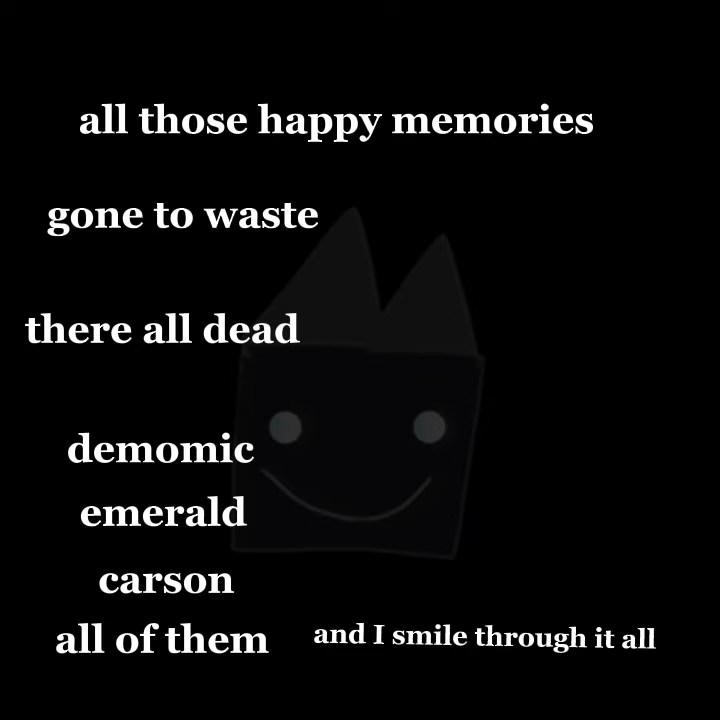 all those happy memories
gone to waste
there all dead
demomic
emerald
carson
all of them
and I smile through it all